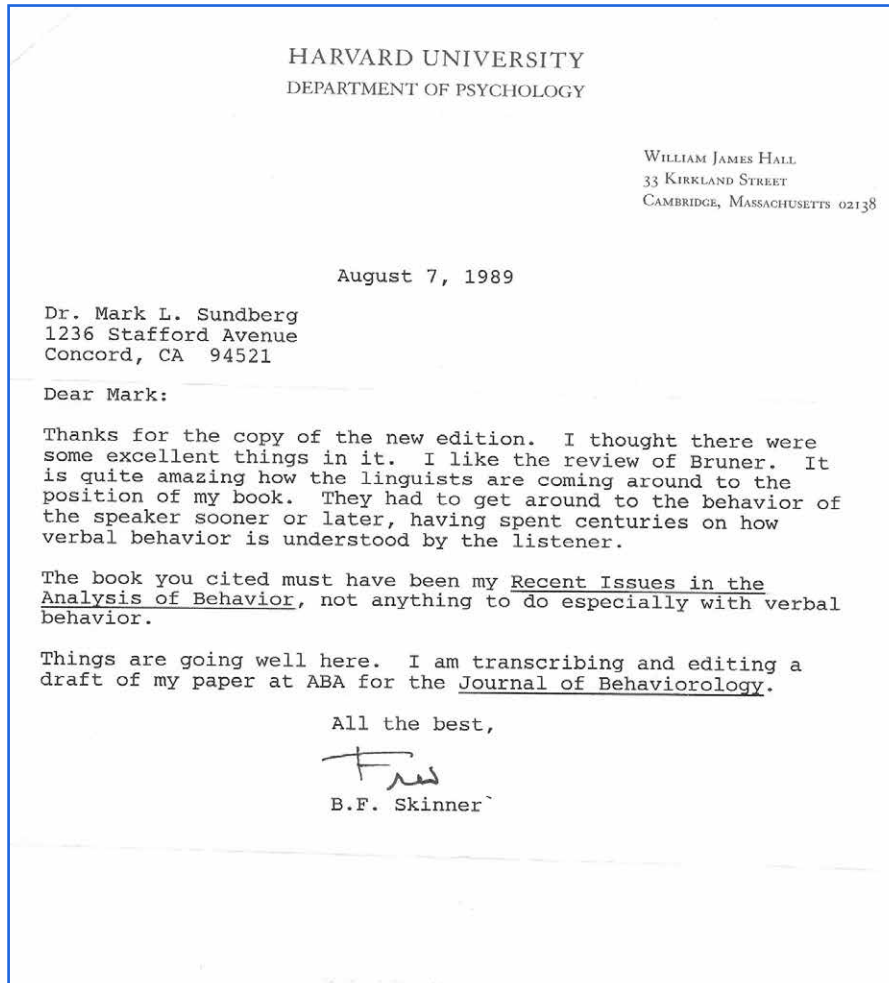 HARVARD UNIVERSITY
DEPARTMENT OF PSYCHOLOGY
WILLIAM JAMES HALL
33 KIRKLAND STREET
CAMBRIDGE, MASSACHUSETTS 02138
August 7, 1989
Dr. Mark L. Sundberg
1236 Stafford Avenue
Concord, CA 94521
Dear Mark:
Thanks for the copy of the new edition. I thought there were
some excellent things in it. I like the review of Bruner. It
is quite amazing how the linguists are coming around to the
position of my book. They had to get around to the behavior of
the speaker sooner or later, having spent centuries on how
verbal behavior is understood by the listener.
The book you cited must have been my Recent Issues in the
Analysis of Behavior, not anything to do especially with verbal
behavior.
Things are going well here. I am transcribing and editing a
draft of my paper at ABA for the Journal of Behaviorology.
All the best,
Fred
B.F. Skinner